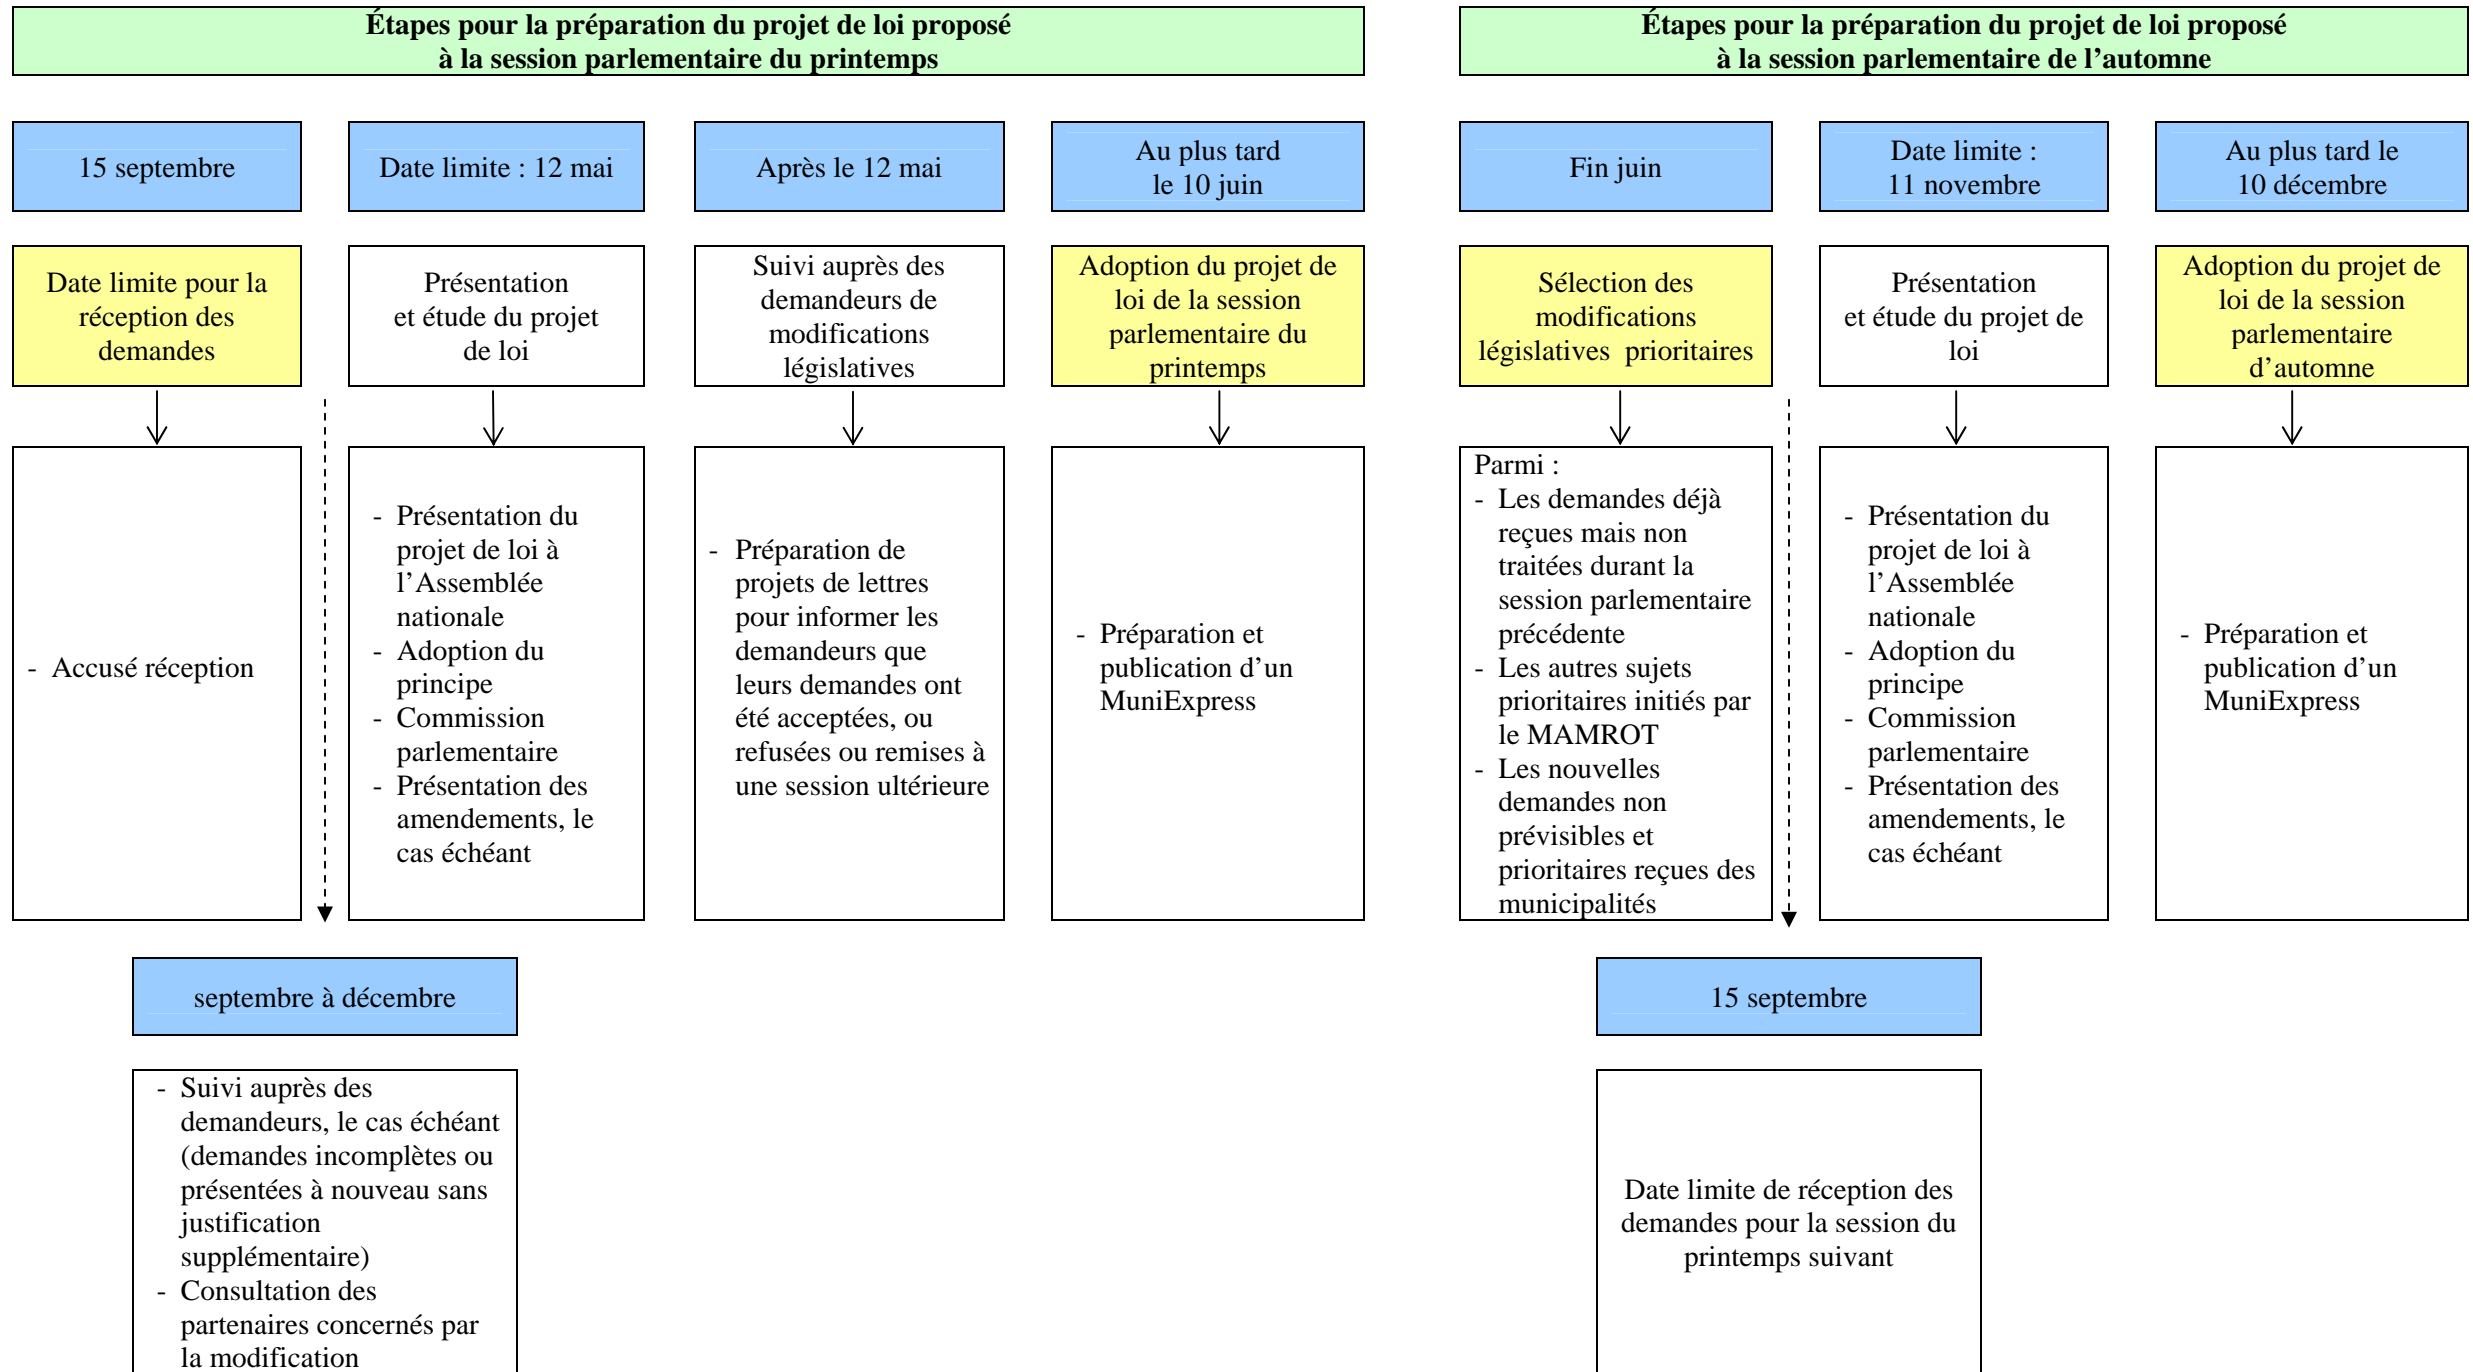 Étapes pour la préparation du projet de loi proposé
à la session parlementaire du printemps
15 septembre
Date limite : 12 mai
Après le 12 mai
Au plus tard
le 10 juin
Date limite pour la
réception des
demandes
Présentation
et étude du projet
de loi
Suivi auprès des
demandeurs de
modifications
législatives
Adoption du projet de
loi de la session
parlementaire du
printemps
- Accusé réception
- Présentation du
projet de loi à
l’Assemblée
nationale
- Adoption du
principe
- Commission
parlementaire
- Présentation des
amendements, le
cas échéant
- Préparation de
projets de lettres
pour informer les
demandeurs que
leurs demandes ont
été acceptées, ou
refusées ou remises à
une session ultérieure
- Préparation et
publication d’un
MuniExpress
septembre à décembre
- Suivi auprès des
demandeurs, le cas échéant
(demandes incomplètes ou
présentées à nouveau sans
justification
supplémentaire)
- Consultation des
partenaires concernés par
la modification
Étapes pour la préparation du projet de loi proposé
à la session parlementaire de l’automne
Fin juin
Date limite :
11 novembre
Au plus tard le
10 décembre
Sélection des
modifications
législatives prioritaires
Présentation
et étude du projet de
loi
Adoption du projet de
loi de la session
parlementaire
d’automne
Parmi :
- Les demandes déjà
reçues mais non
traitées durant la
session parlementaire
précédente
- Les autres sujets
prioritaires initiés par
le MAMROT
- Les nouvelles
demandes non
prévisibles et
prioritaires reçues des
municipalités
- Présentation du
projet de loi à
l’Assemblée
nationale
- Adoption du
principe
- Commission
parlementaire
- Présentation des
amendements, le
cas échéant
- Préparation et
publication d’un
MuniExpress
15 septembre
Date limite de réception des
demandes pour la session du
printemps suivant